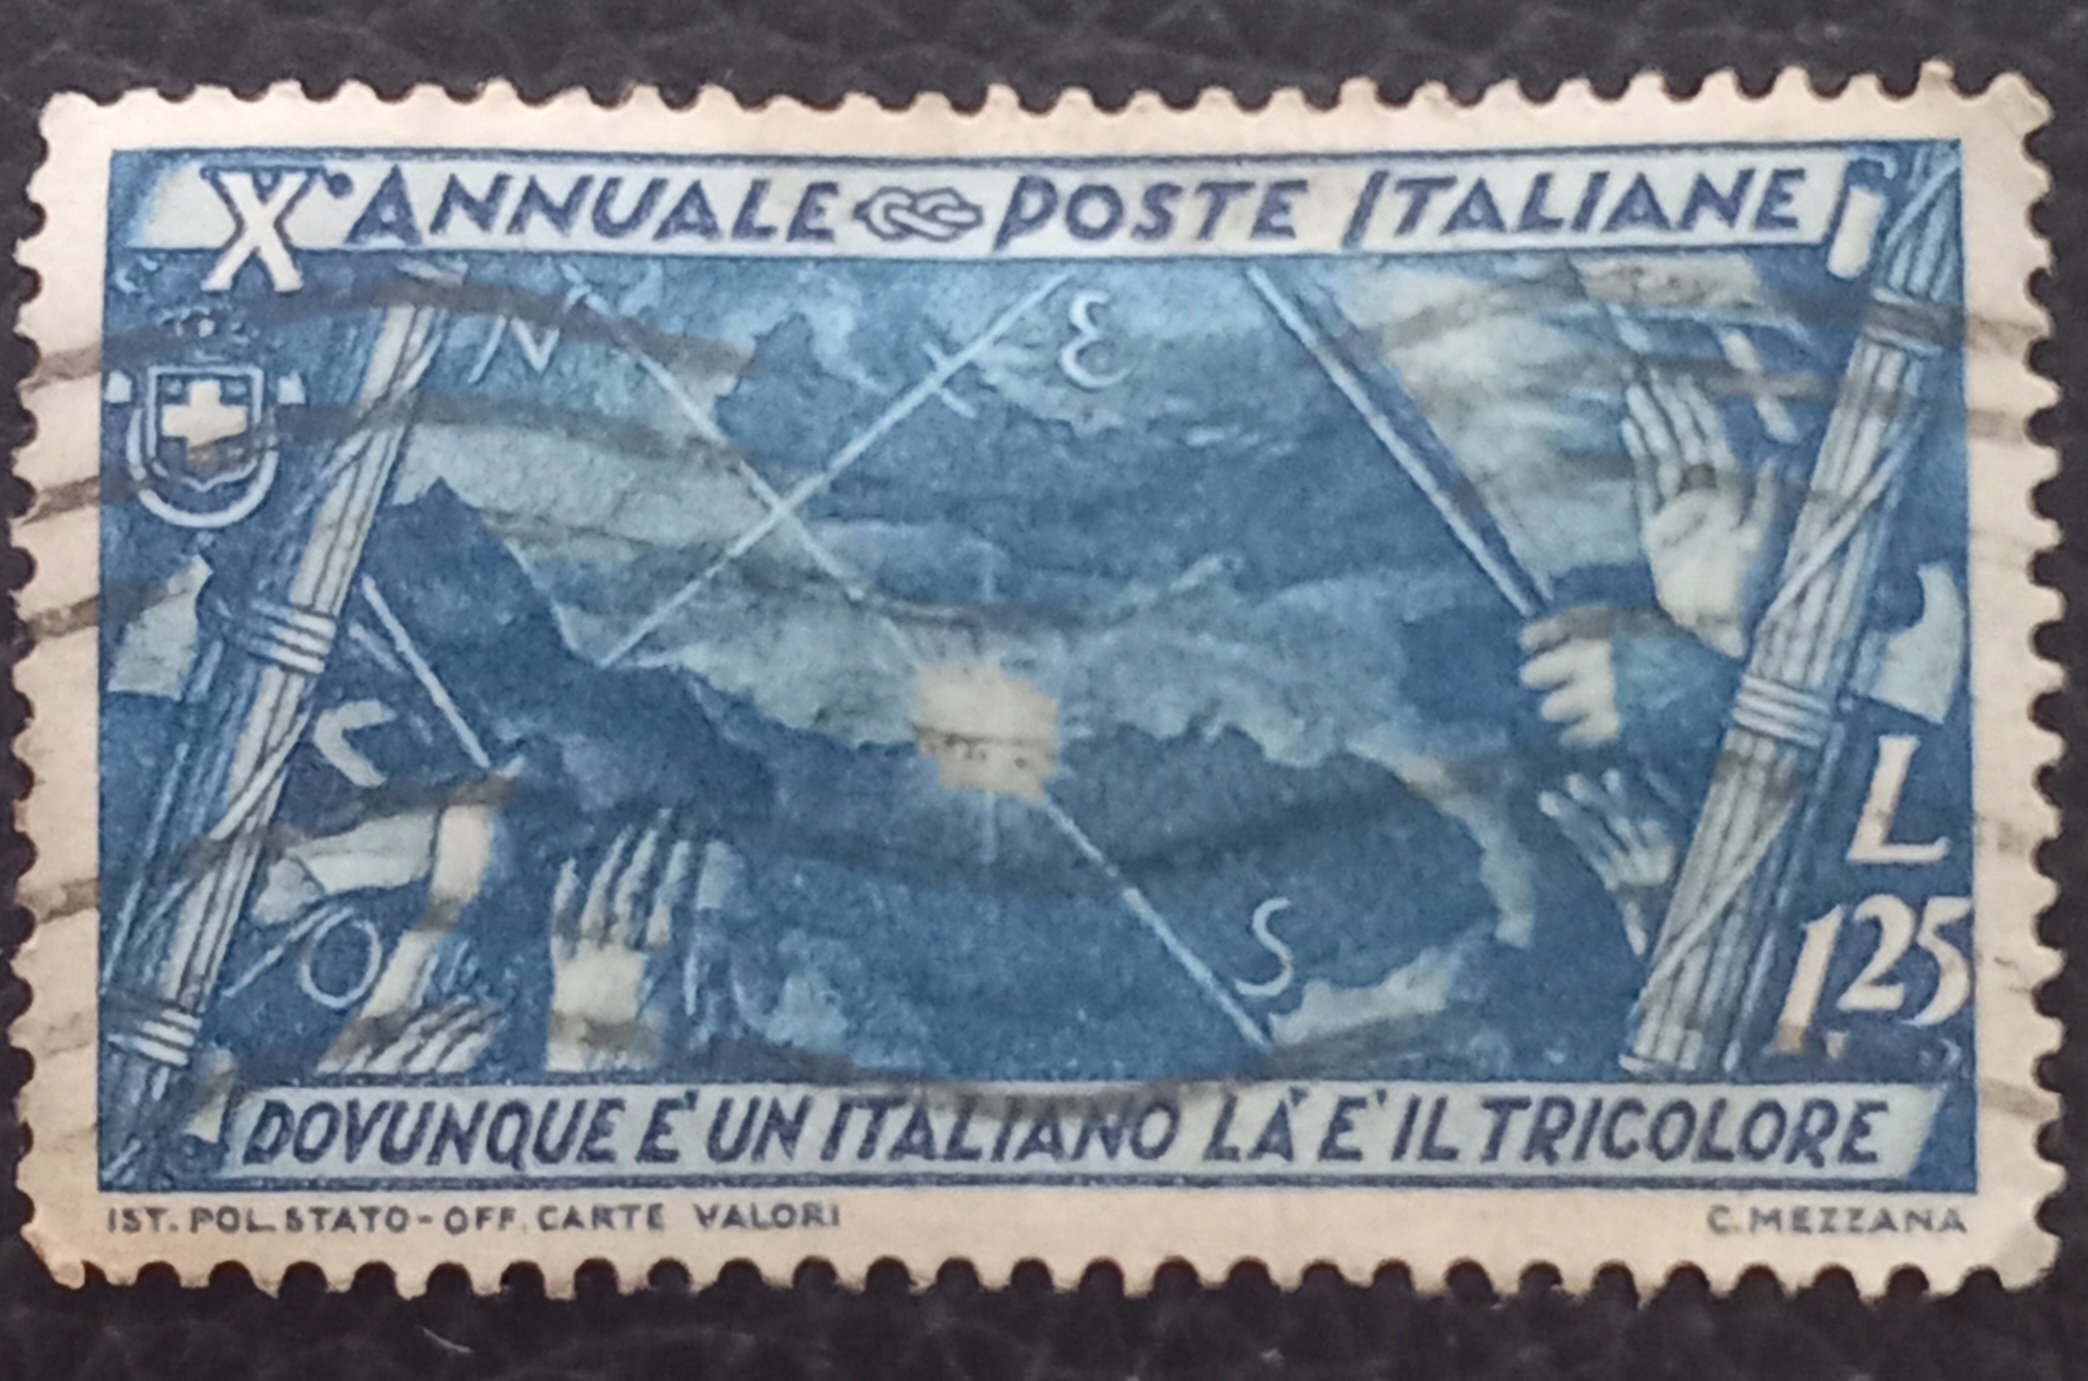 X° ANNUALE POSTE ITALIANE
N
E
S
O
L
1,25
DOVUNQUE E' UN ITALIANO LA' E' IL TRICOLORE
IST. POL. STATO - OFF. CARTE VALORI
C. MEZZANA